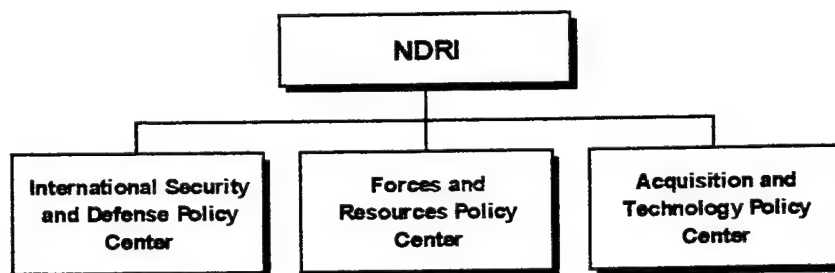 NDRI
International Security
and Defense Policy
Center
Forces and
Resources Policy
Center
Acquisition and
Technology Policy
Center